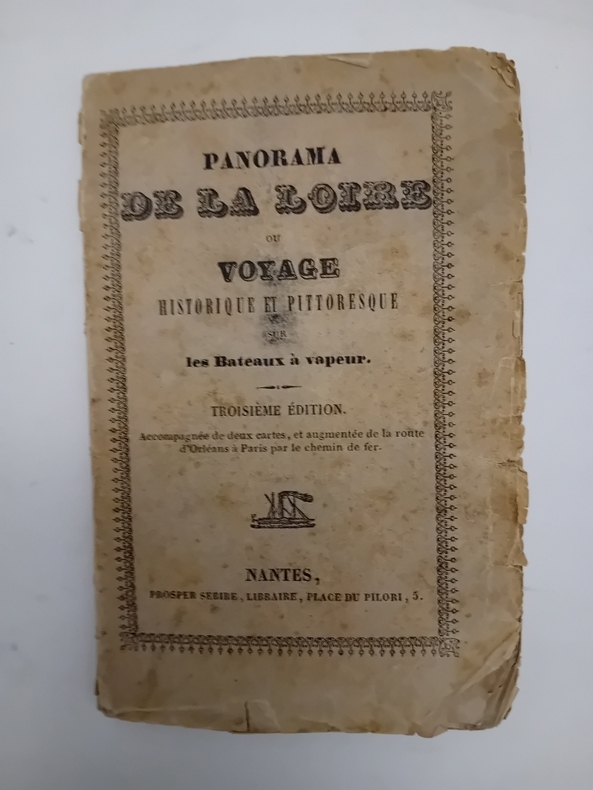 PANORAMA
DE LA LOIRE
OU
VOYAGE
HISTORIQUE ET PITTORESQUE
SUR
les Bateaux à vapeur.
TROISIÈME ÉDITION.
Accompagnée de deux cartes, et augmentée de la route
d'Orléans à Paris par le chemin de fer.
NANTES,
PROSPER SEBIRE, LIBRAIRE, PLACE DU PILORI, 5.